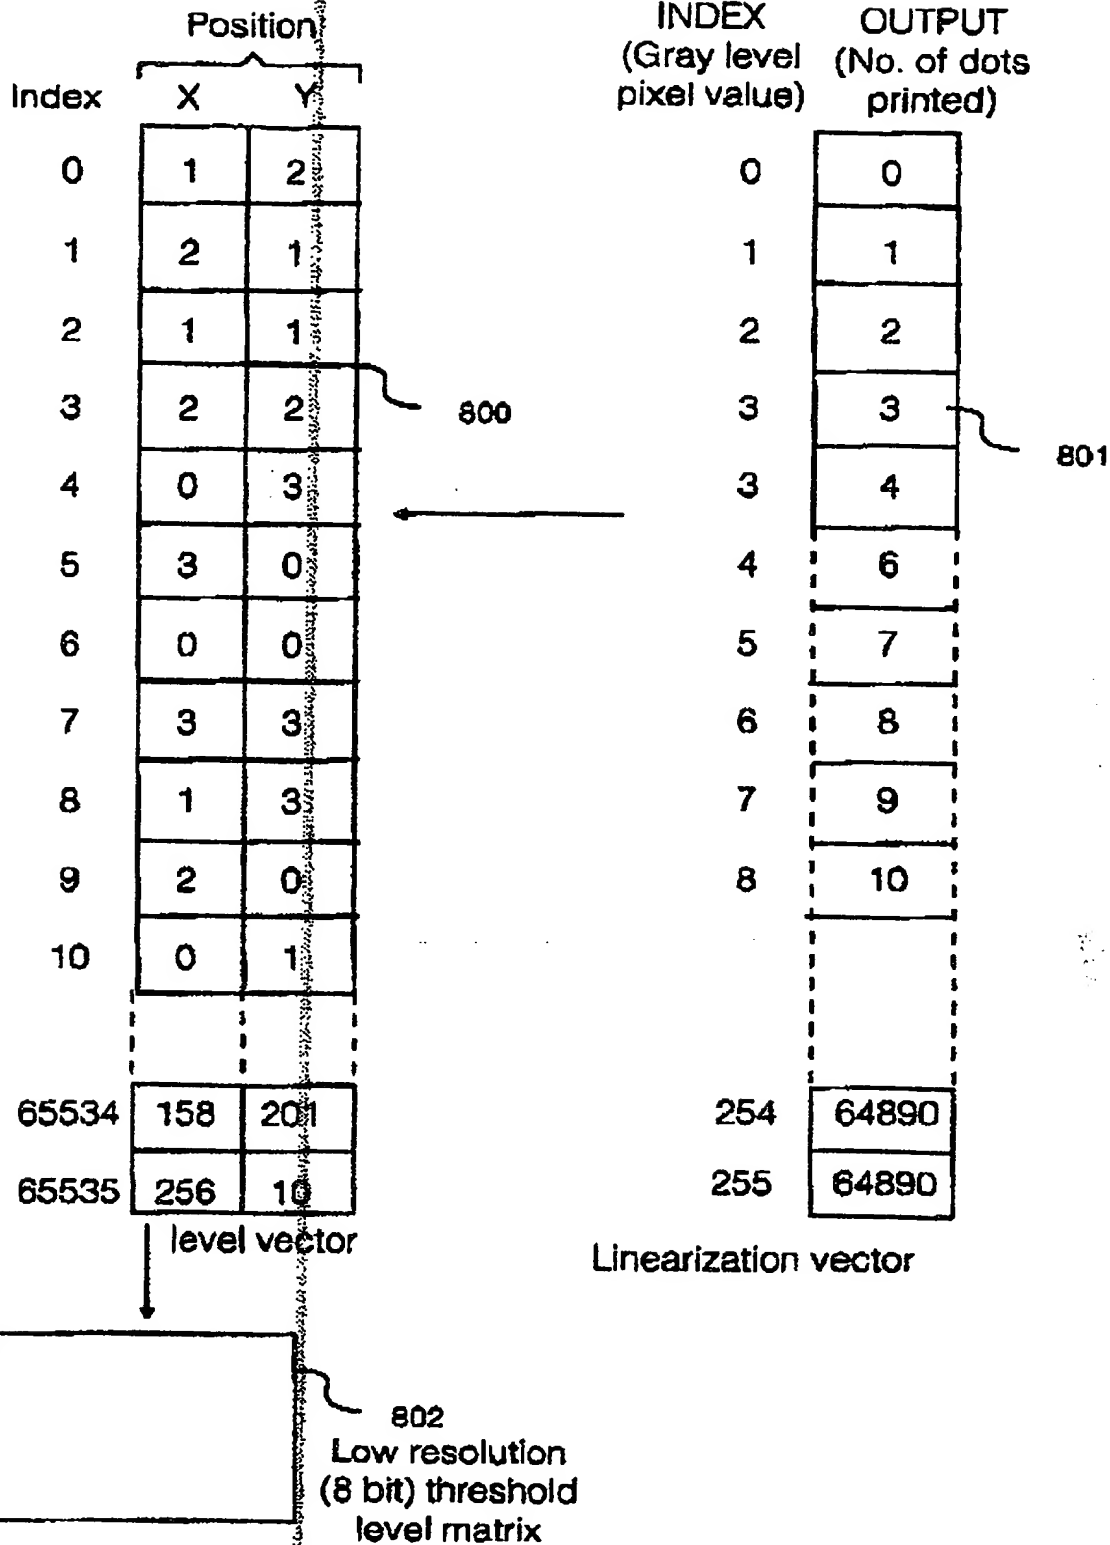 Position
Index X Y
0 1 2
1 2 1
2 1 1
3 2 2
4 0 3
5 3 0
6 0 0
7 3 3
8 1 3
9 2 0
10 0 1
65534 158 201
65535 256 10
level vector
800
INDEX
(Gray level
pixel value)
OUTPUT
(No. of dots
printed)
0 0
1 1
2 2
3 3
3 4
4 6
5 7
6 8
7 9
8 10
254 64890
255 64890
801
Linearization vector
802
Low resolution
(8 bit) threshold
level matrix